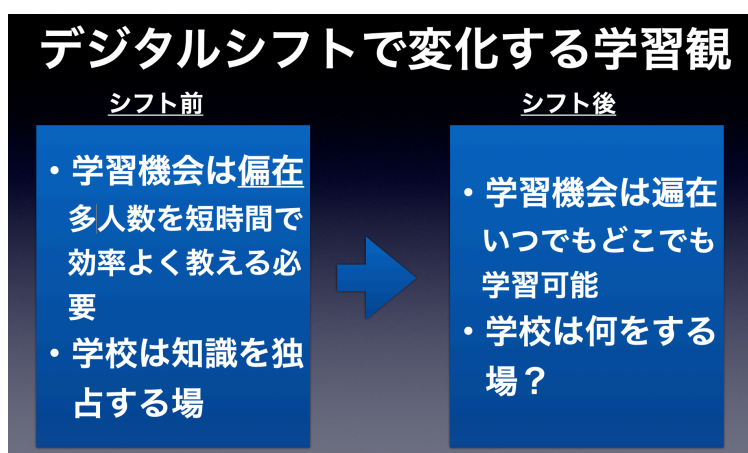 デジタルシフトで変化する学習観
シフト前
・学習機会は偏在
多人数を短時間で
効率よく教える必
要
・学校は知識を独
占する場
シフト後
・学習機会は遍在
いつでもどこでも
学習可能
・学校は何をする
場？